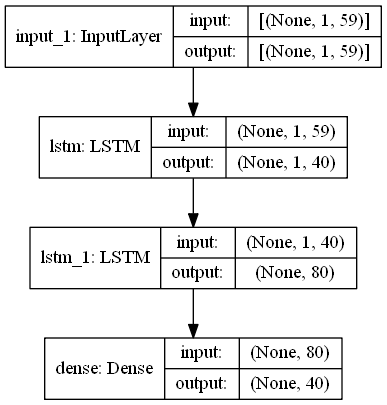 input_1: InputLayer
input: [(None, 1, 59)]
output: [(None, 1, 59)]
lstm: LSTM
input: (None, 1, 59)
output: (None, 1, 40)
lstm_1: LSTM
input: (None, 1, 40)
output: (None, 80)
dense: Dense
input: (None, 80)
output: (None, 40)